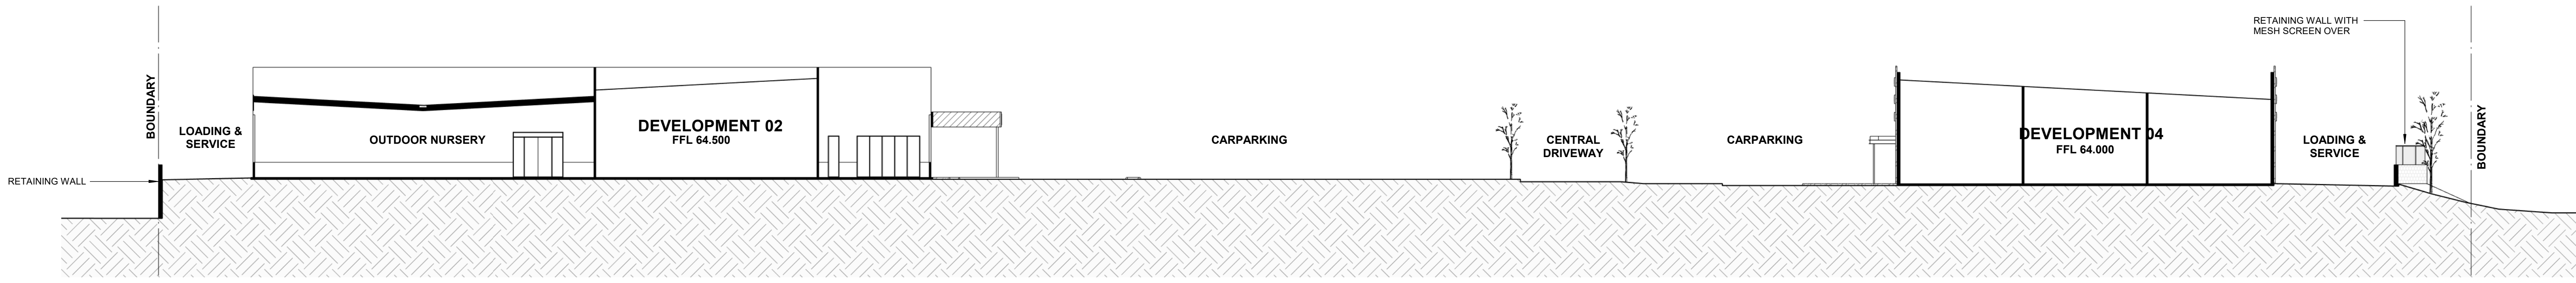 RETAINING WALL
BOUNDARY
LOADING &
SERVICE
OUTDOOR NURSERY
DEVELOPMENT 02
FFL 64.500
CARPARKING
CENTRAL
DRIVEWAY
CARPARKING
DEVELOPMENT 04
FFL 64.000
LOADING &
SERVICE
RETAINING WALL WITH
MESH SCREEN OVER
BOUNDARY